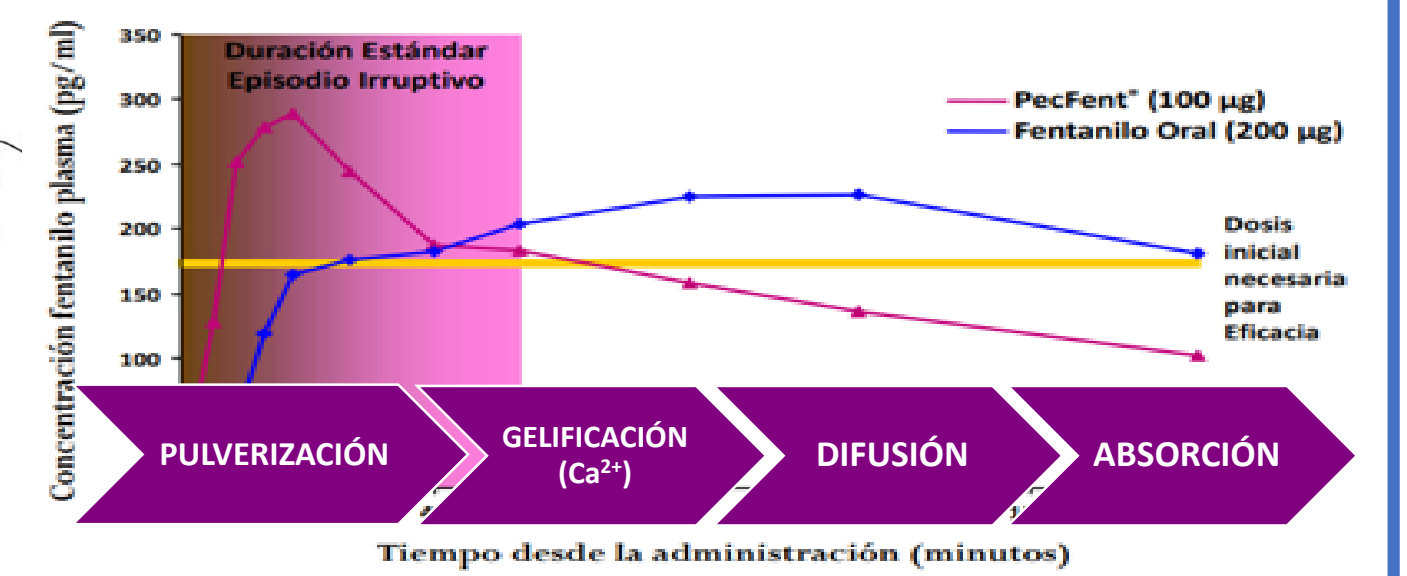 Concentración fentanilo plasma (pg/ml)
350
300
250
200
150
100
Duración Estándar
Episodio Irruptivo
PecFent* (100 µg)
Fentanilo Oral (200 µg)
Dosis
inicial
necesaria
para
Eficacia
PULVERIZACIÓN
GELIFICACIÓN
(Ca²⁺)
DIFUSIÓN
ABSORCIÓN
Tiempo desde la administración (minutos)